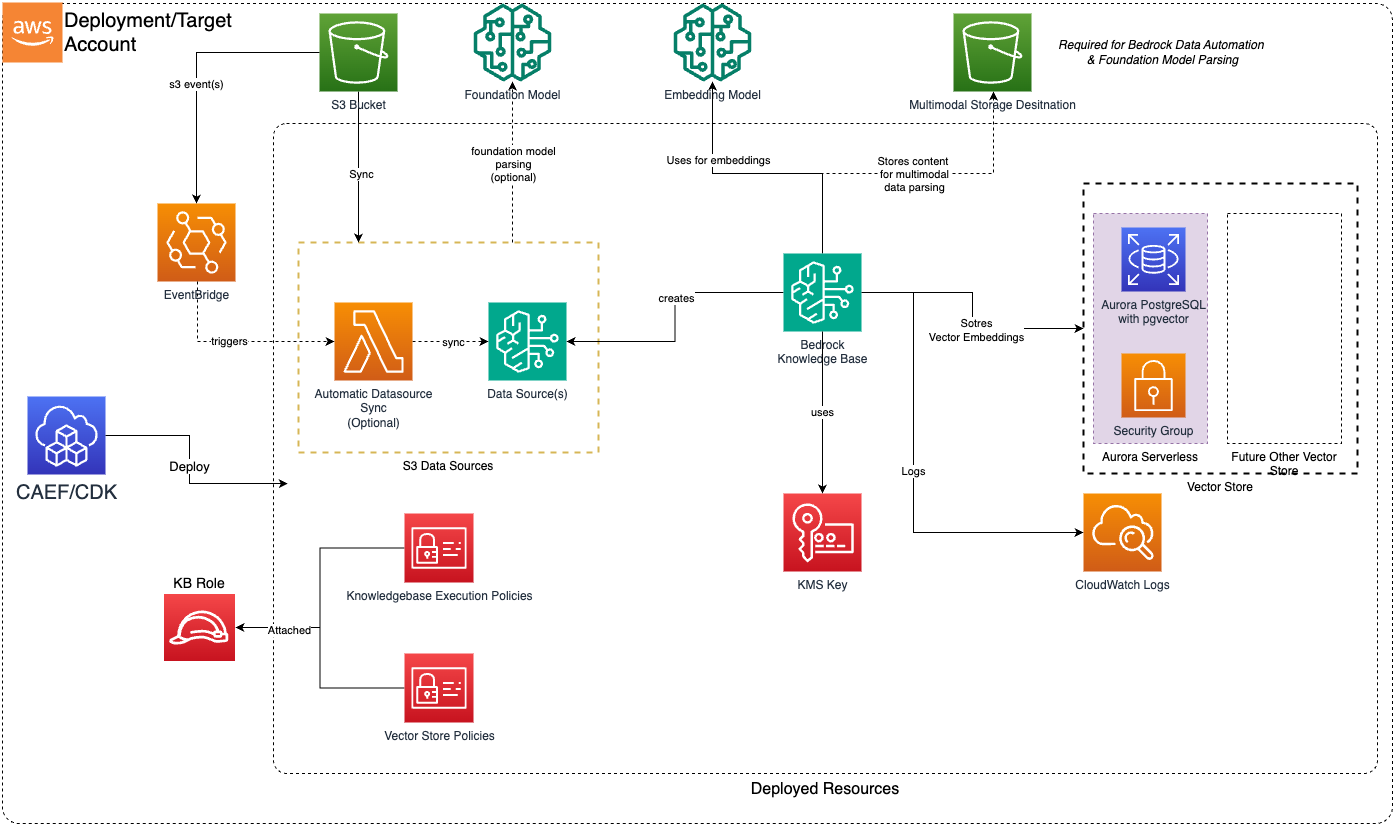 aws
Deployment/Target
Account
S3 Bucket
Foundation Model
Embedding Model
Multimodal Storage Desitnation
Required for Bedrock Data Automation
& Foundation Model Parsing
s3 event(s)
Sync
foundation model
parsing
(optional)
Uses for embeddings
Stores content
for multimodal
data parsing
EventBridge
triggers
Automatic Datasource
Sync
(Optional)
sync
Data Source(s)
S3 Data Sources
creates
Bedrock
Knowledge Base
uses
Sotres
Vector Embeddings
Aurora PostgreSQL
with pgvector
Security Group
Aurora Serverless
Future Other Vector
Store
Vector Store
CAEF/CDK
Deploy
Logs
KMS Key
CloudWatch Logs
KB Role
Attached
Knowledgebase Execution Policies
Vector Store Policies
Deployed Resources